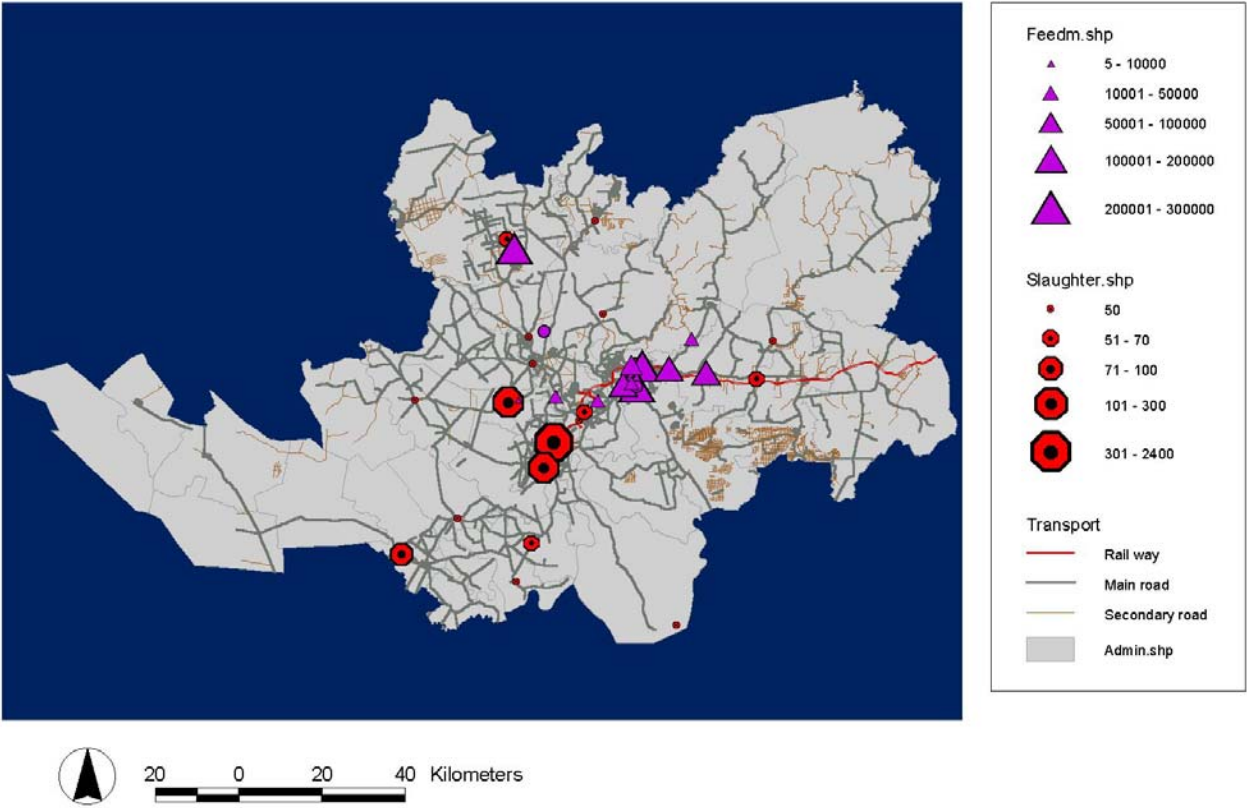 Feedm.shp
5 - 10000
10001 - 50000
50001 - 100000
100001 - 200000
200001 - 300000
Slaughter.shp
50
51 - 70
71 - 100
101 - 300
301 - 2400
Transport
Rail way
Main road
Secondary road
Admin.shp
20 0 20 40 Kilometers